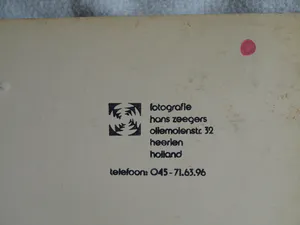 fotografie
hans zeegers
oliemolenstr. 32
heerlen
holland
telefoon: 045-71.63.96